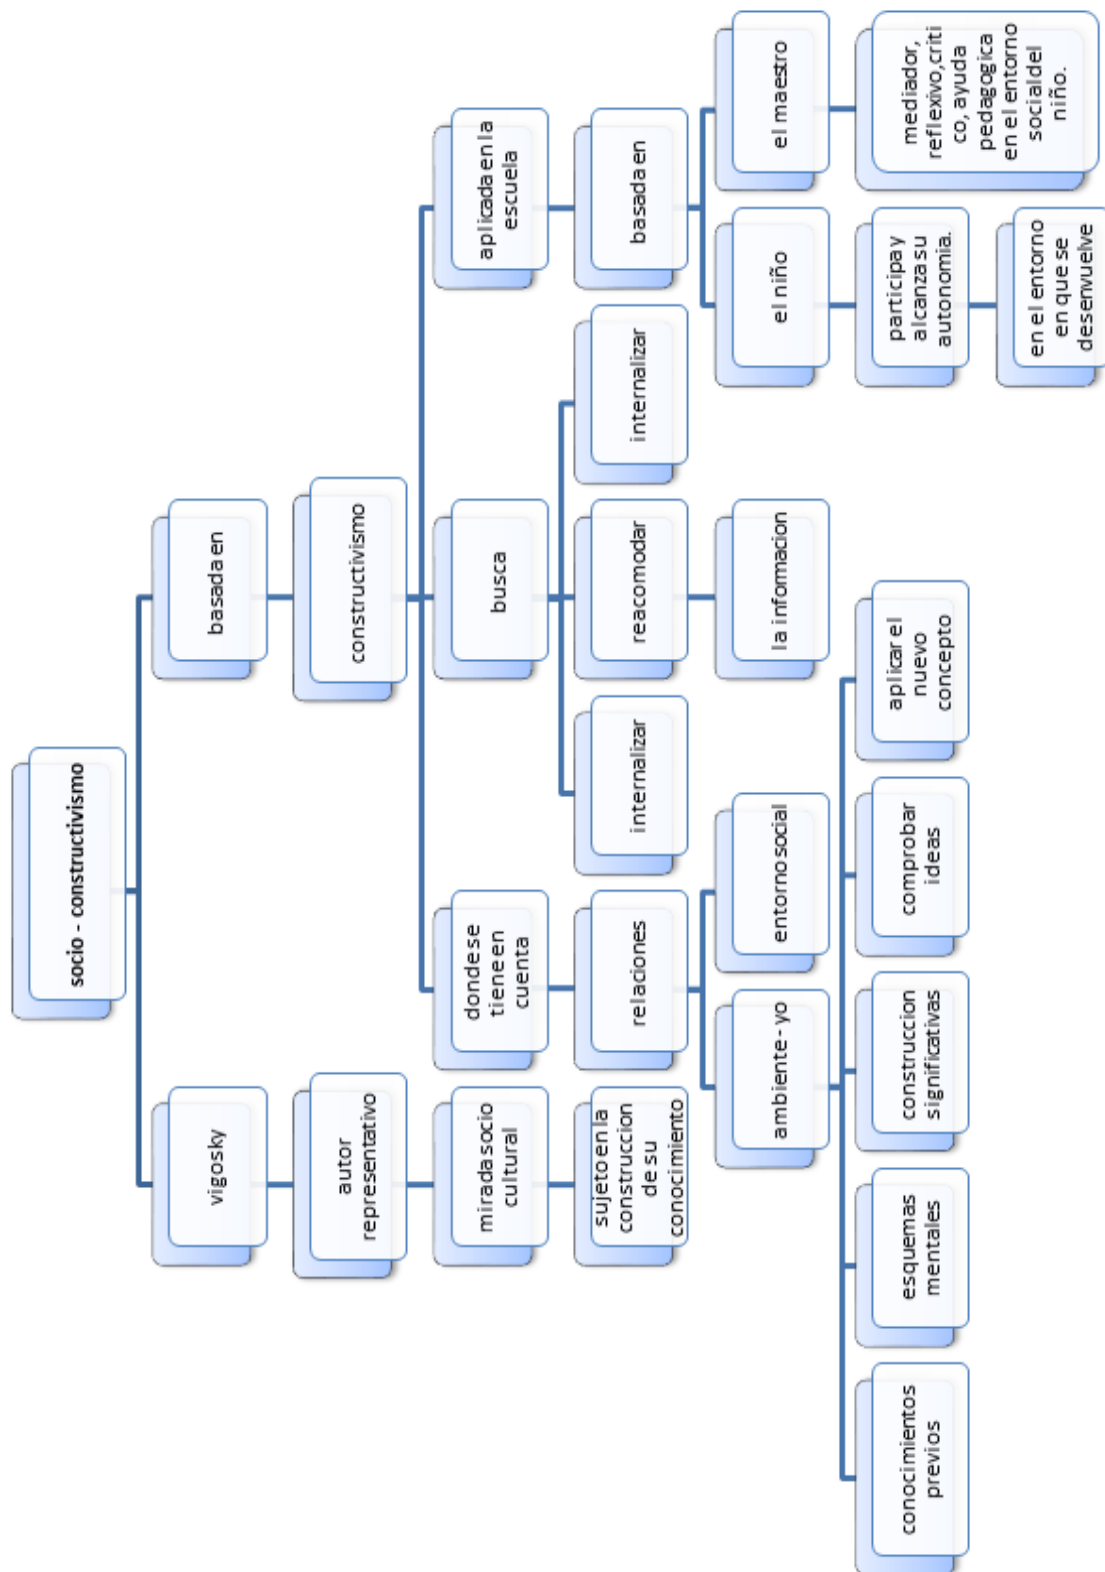 socio - constructivismo
vigosky
basada en
autor
representativo
constructivismo
mirada socio
cultural
donde se
tiene en
cuenta
busca
aplicada en la
escuela
sujeto en la
construccion
de su
conocimiento
relaciones
internalizar
reacomodar
internalizar
basada en
ambiente - yo
entorno social
la informacion
el niño
el maestro
conocimientos
previos
esquemas
mentales
construccion
significativas
comprobar
ideas
aplicar el
nuevo
concepto
participa y
alcanza su
autonomia.
mediador,
reflexivo,criti
co, ayuda
pedagogica
en el entorno
social del
niño.
en el entorno
en que se
desenvuelve